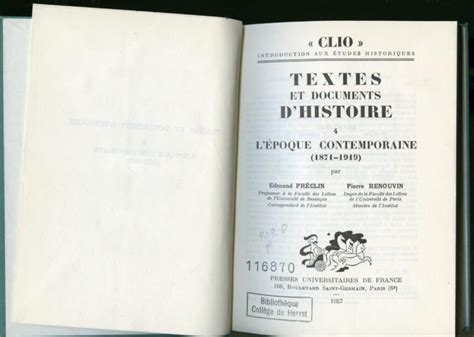 « CLIO »
INTRODUCTION AUX ÉTUDES HISTORIQUES
TEXTES
ET DOCUMENTS
D'HISTOIRE
4
L'ÉPOQUE CONTEMPORAINE
(1871-1919)
par
Edmond PRÉCLIN
Professeur à la Faculté des Lettres
de l'Université de Besançon
Correspondant de l'Institut
Pierre RENOUVIN
Doyen de la Faculté des Lettres
de l'Université de Paris
Membre de l'Institut
116870
PRESSES UNIVERSITAIRES DE FRANCE
108, BOULEVARD SAINT-GERMAIN, PARIS (6e)
1957
Bibliothèque
Collège de Hearst